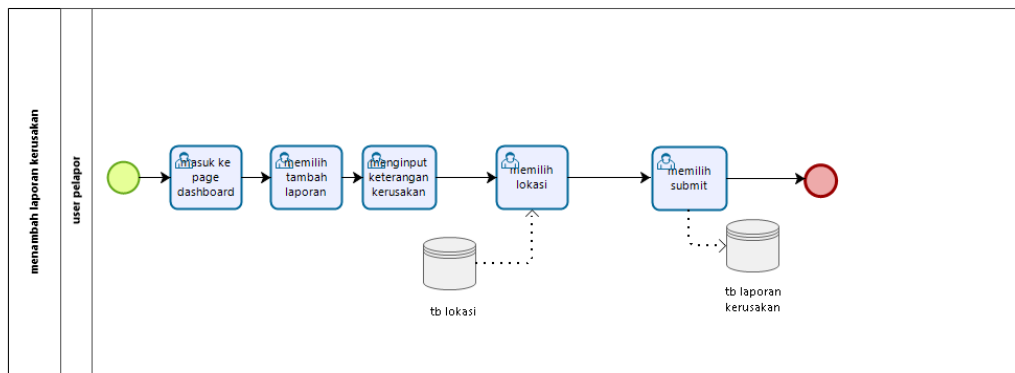 menambah laporan kerusakan
user pelapor
masuk ke
page
dashboard
memilih
tambah
laporan
menginput
keterangan
kerusakan
memilih
lokasi
memilih
submit
tb lokasi
tb laporan
kerusakan